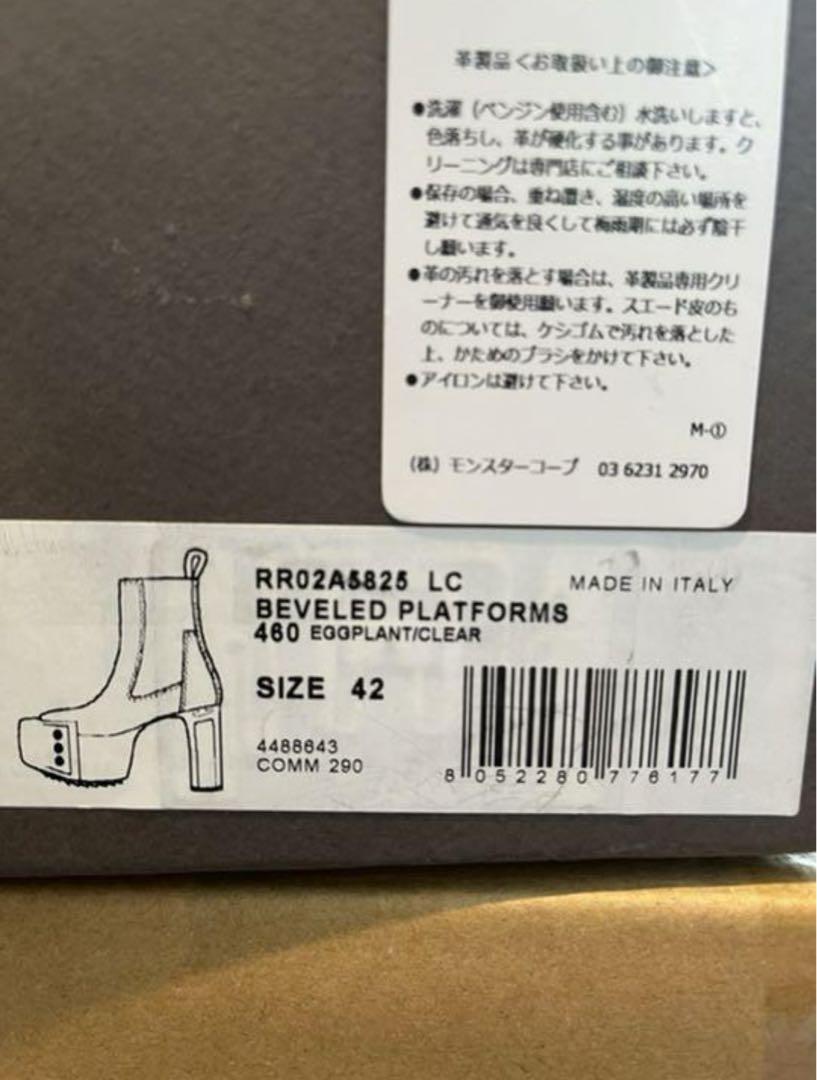 革製品<お取扱い上の御注意>
●洗濯（ベンジン使用含む）水洗いしますと、
色落ちし、革が硬化する事があります。ク
リーニングは専門店にご相談下さい。
●保存の場合、重ね置き、湿度の高い場所を
避けて通気を良くして梅雨期には必ず陰干
し願います。
●革の汚れを落とす場合は、革製品専用クリ
ーナーを御使用願います。スエード皮のも
のについては、ケシゴムで汚れを落とした
上、かためのブラシをかけて下さい。
●アイロンは避けて下さい。
M-①
(株) モンスターコープ 03 6231 2970
RR02A5825 LC MADE IN ITALY
BEVELED PLATFORMS
460 EGGPLANT/CLEAR
SIZE 42
4488643
COMM 290
8 052280 776177